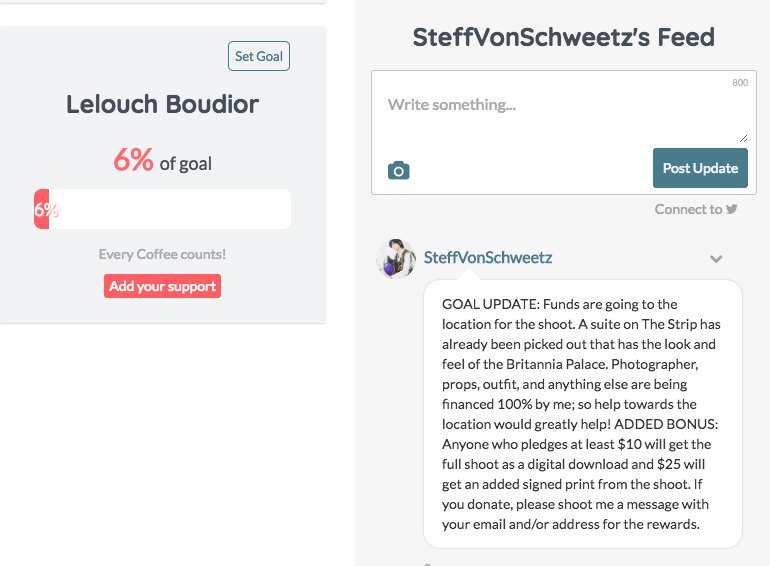 Set Goal
Lelouch Boudior
6% of goal
6%
Every Coffee counts!
Add your support
SteffVonSchweetz's Feed
800
Write something...
Post Update
Connect to
SteffVonSchweetz
GOAL UPDATE: Funds are going to the
location for the shoot. A suite on The Strip has
already been picked out that has the look and
feel of the Britannia Palace. Photographer,
props, outfit, and anything else are being
financed 100% by me; so help towards the
location would greatly help! ADDED BONUS:
Anyone who pledges at least $10 will get the
full shoot as a digital download and $25 will
get an added signed print from the shoot. If
you donate, please shoot me a message with
your email and/or address for the rewards.